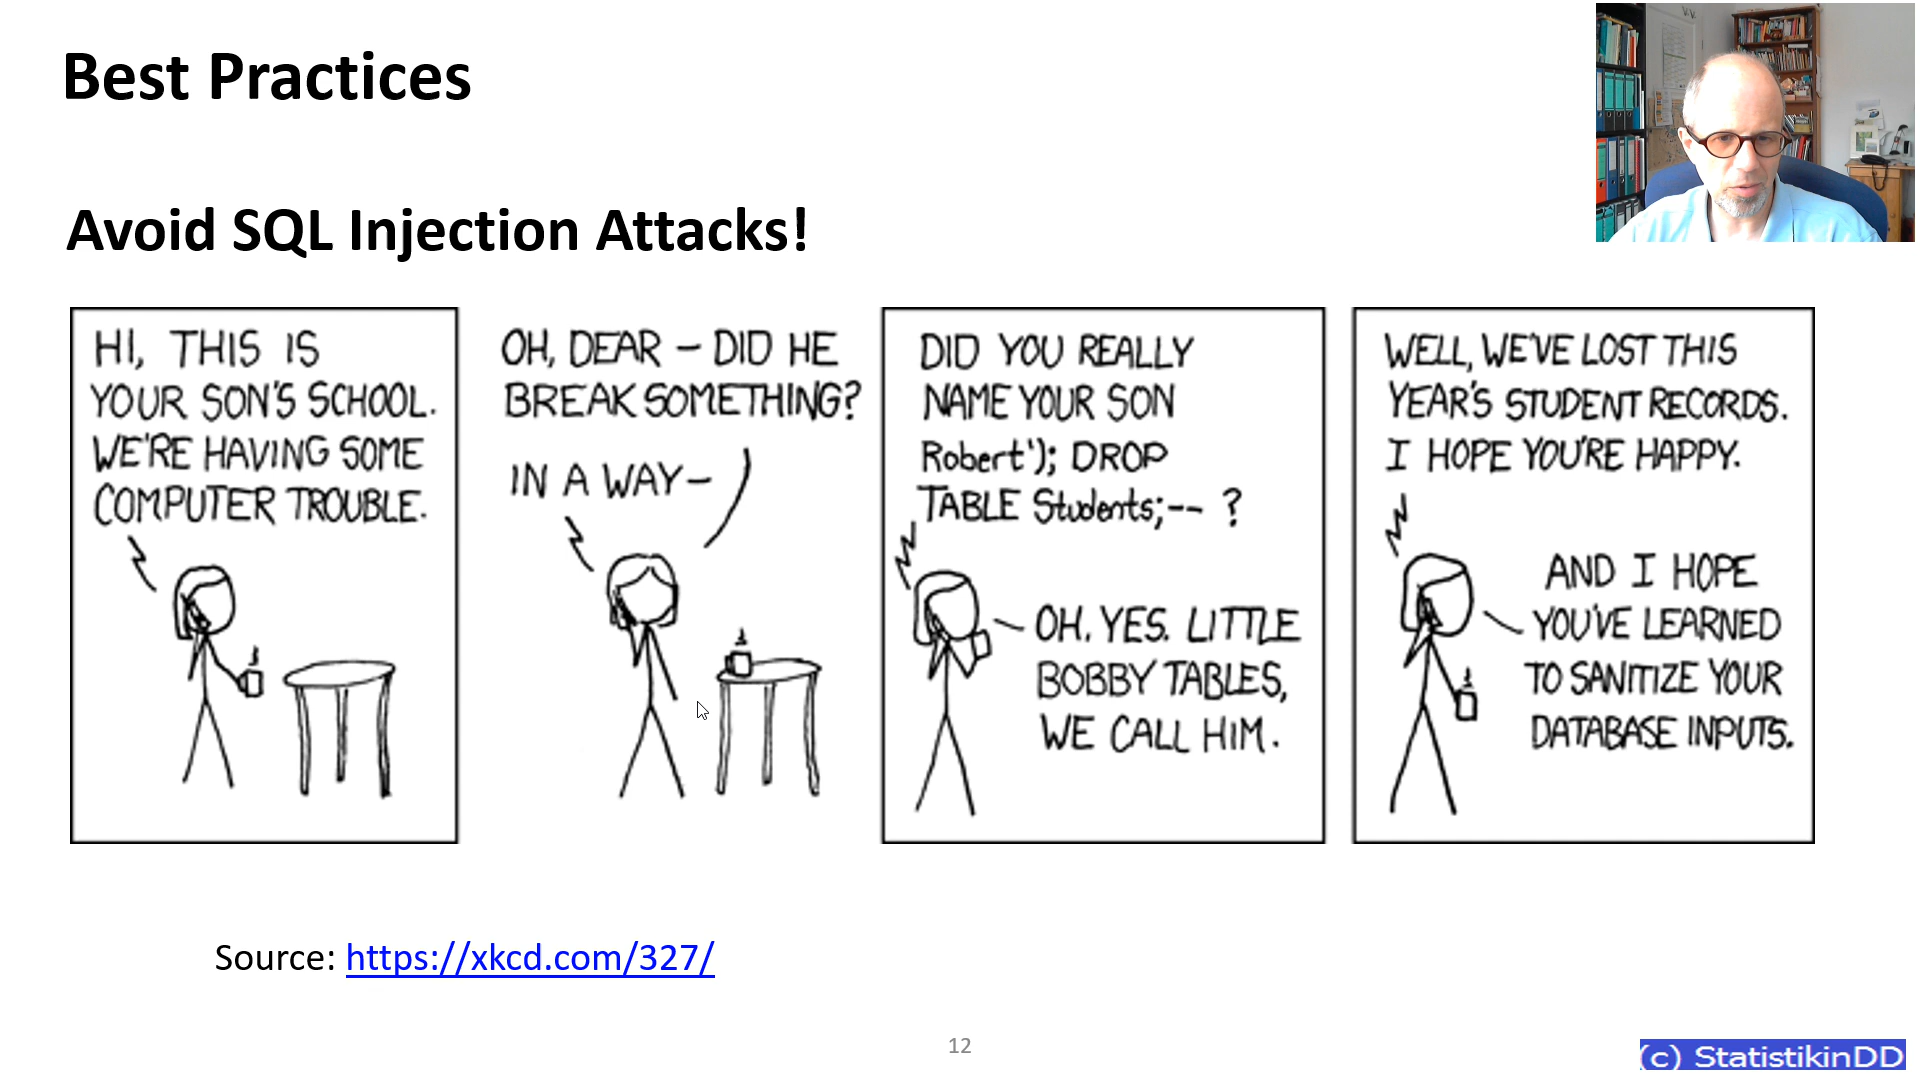 Best Practices
Avoid SQL Injection Attacks!
HI, THIS IS
YOUR SON'S SCHOOL.
WE'RE HAVING SOME
COMPUTER TROUBLE.
OH, DEAR – DID HE
BREAK SOMETHING?
IN A WAY–
DID YOU REALLY
NAME YOUR SON
Robert'); DROP
TABLE Students;-- ?
OH. YES. LITTLE
BOBBY TABLES,
WE CALL HIM.
WELL, WE'VE LOST THIS
YEAR'S STUDENT RECORDS.
I HOPE YOU'RE HAPPY.
AND I HOPE
YOU'VE LEARNED
TO SANITIZE YOUR
DATABASE INPUTS.
Source: https://xkcd.com/327/
12
(c) StatistikinDD